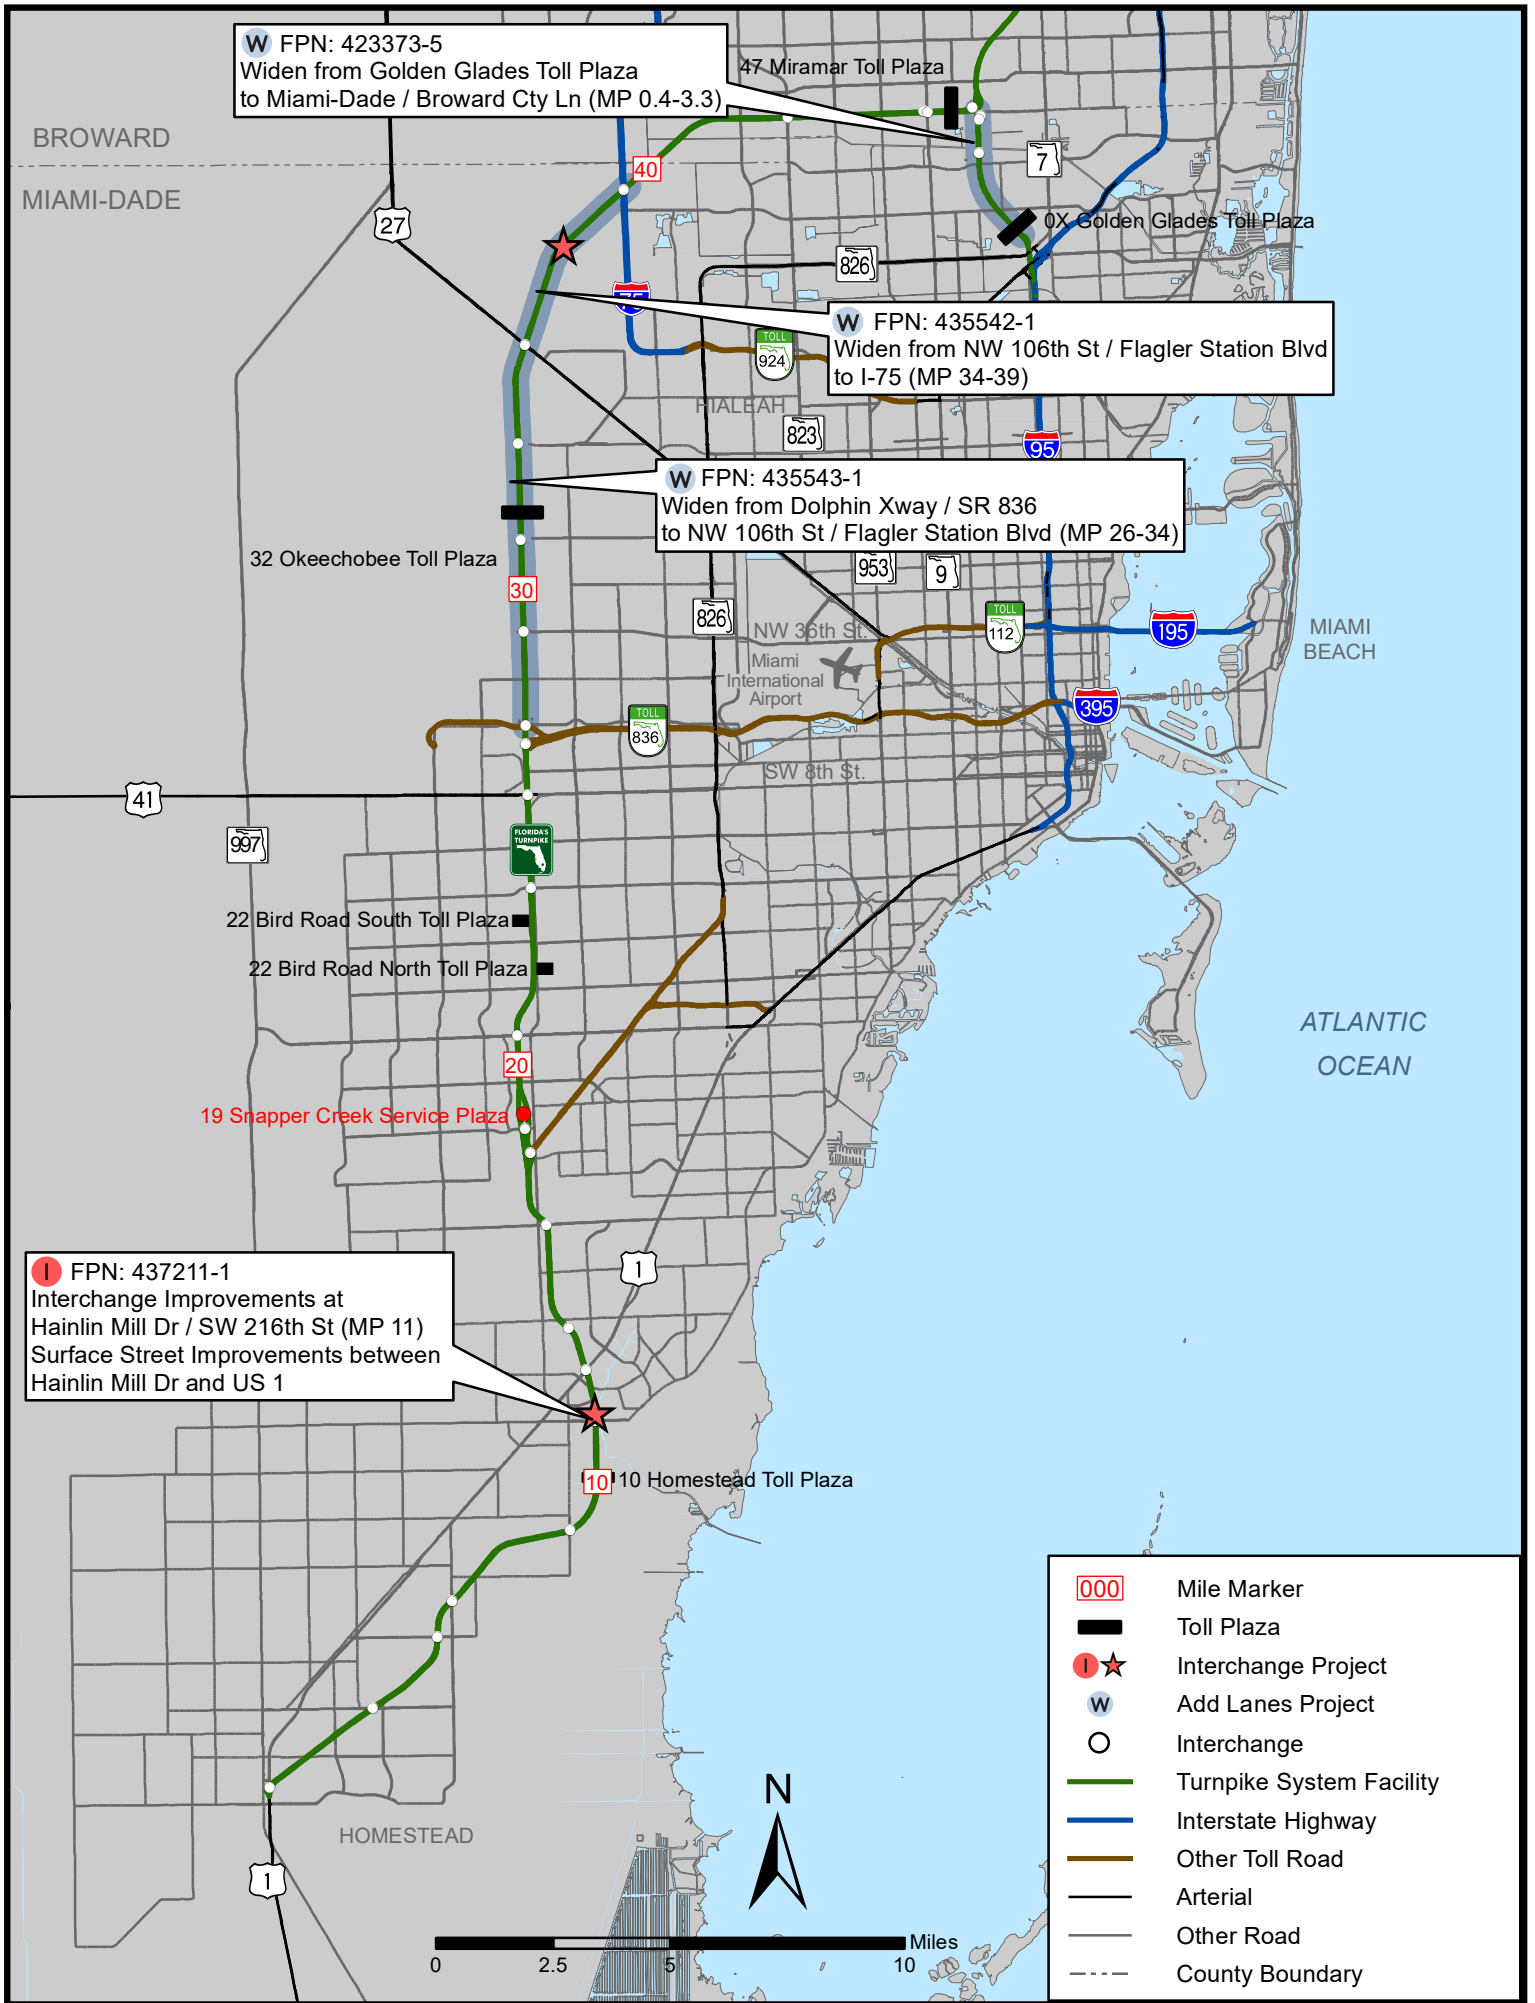 W FPN: 423373-5
Widen from Golden Glades Toll Plaza
to Miami-Dade / Broward Cty Ln (MP 0.4-3.3)
47 Miramar Toll Plaza
BROWARD
MIAMI-DADE
40
7
27
0X Golden Glades Toll Plaza
826
75
W FPN: 435542-1
Widen from NW 106th St / Flagler Station Blvd
to I-75 (MP 34-39)
TOLL
924
HIALEAH
823
95
W FPN: 435543-1
Widen from Dolphin Xway / SR 836
to NW 106th St / Flagler Station Blvd (MP 26-34)
32 Okeechobee Toll Plaza
953
9
30
826
NW 36th St.
TOLL
112
195
MIAMI
BEACH
Miami
International
Airport
395
TOLL
836
SW 8th St.
41
997
FLORIDA'S
TURNPIKE
22 Bird Road South Toll Plaza
22 Bird Road North Toll Plaza
ATLANTIC
OCEAN
20
19 Snapper Creek Service Plaza
1
I FPN: 437211-1
Interchange Improvements at
Hainlin Mill Dr / SW 216th St (MP 11)
Surface Street Improvements between
Hainlin Mill Dr and US 1
10
10 Homestead Toll Plaza
HOMESTEAD
1
N
Miles
0 2.5 5 10
000 Mile Marker
Toll Plaza
I Interchange Project
W Add Lanes Project
Interchange
Turnpike System Facility
Interstate Highway
Other Toll Road
Arterial
Other Road
County Boundary